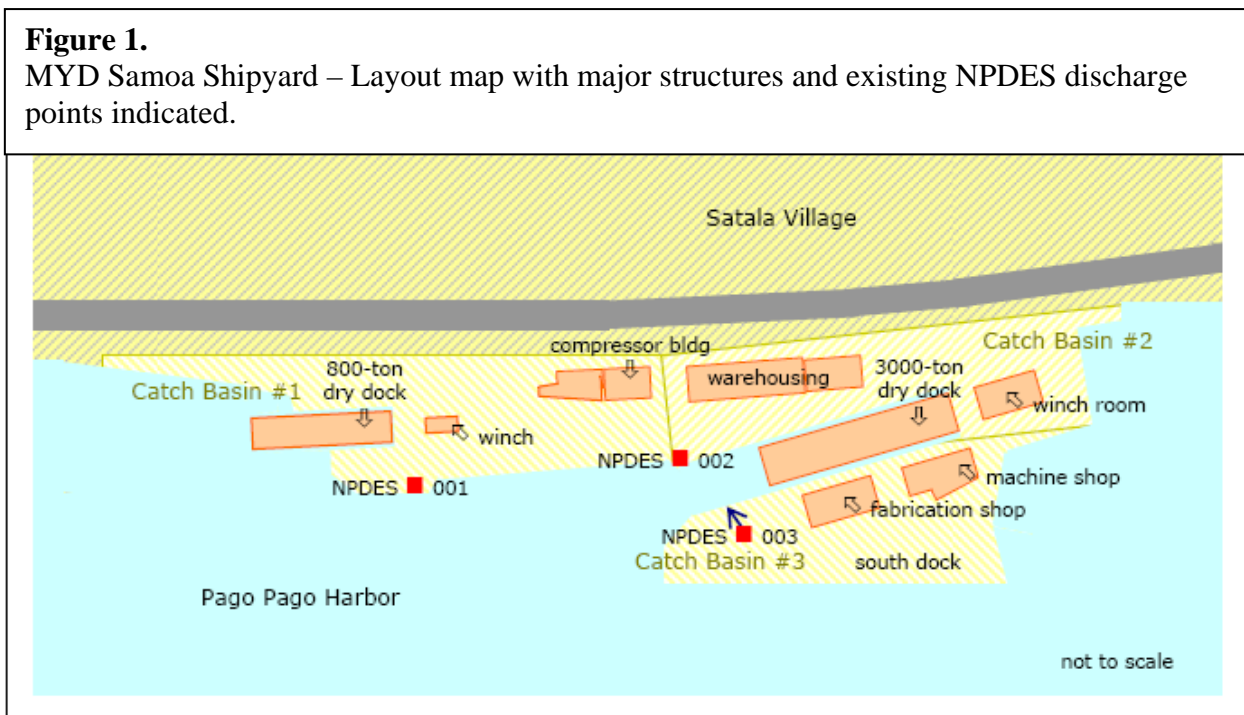 Figure 1.
MYD Samoa Shipyard – Layout map with major structures and existing NPDES discharge
points indicated.
Satala Village
compressor bldg
Catch Basin #2
800-ton
dry dock
Catch Basin #1
warehousing
3000-ton
dry dock
winch room
winch
NPDES 002
NPDES 001
machine shop
fabrication shop
NPDES 003
Catch Basin #3
south dock
Pago Pago Harbor
not to scale